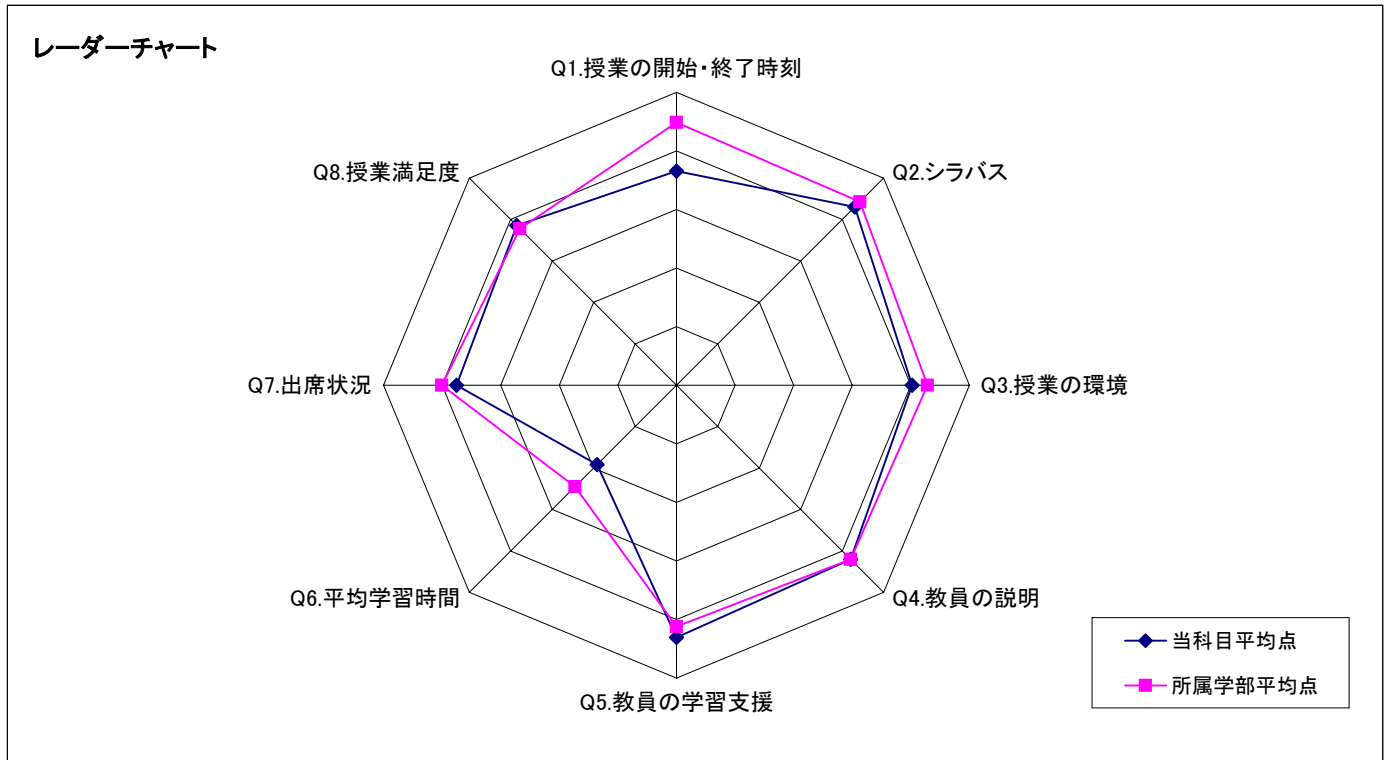 レーダーチャート
Q1.授業の開始・終了時刻
Q8.授業満足度
Q2.シラバス
Q7.出席状況
Q3.授業の環境
Q6.平均学習時間
Q4.教員の説明
Q5.教員の学習支援
当科目平均点
所属学部平均点